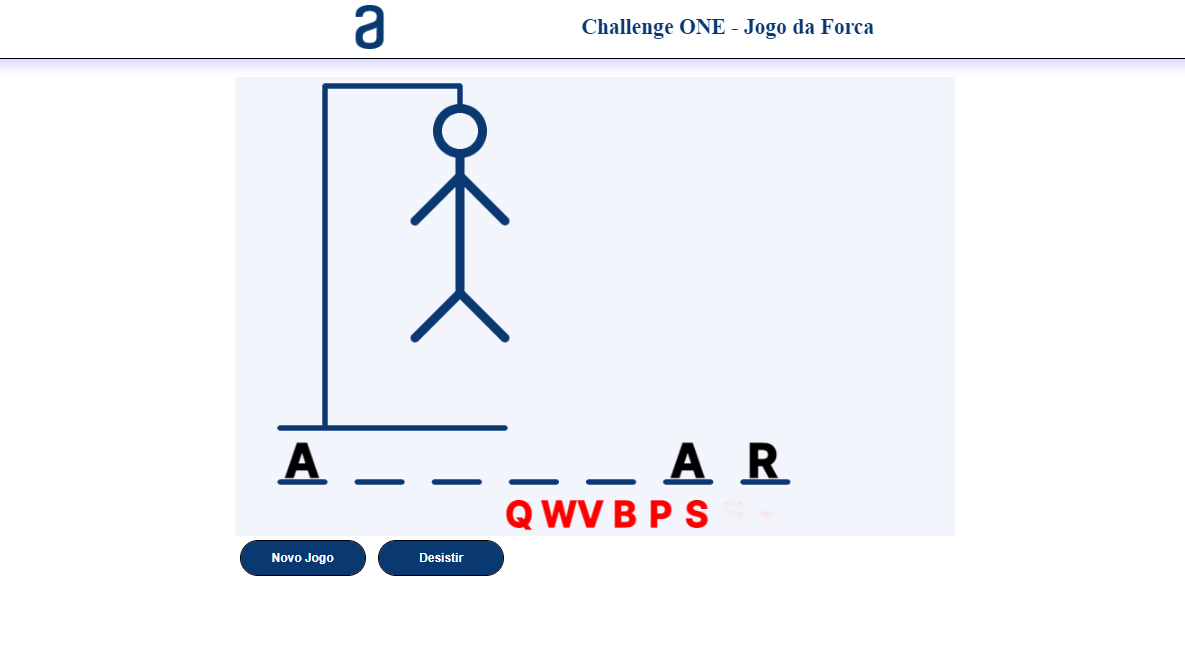 a Challenge ONE - Jogo da Forca
A _ _ _ _ A R
Q W V B P S
Novo Jogo Desistir